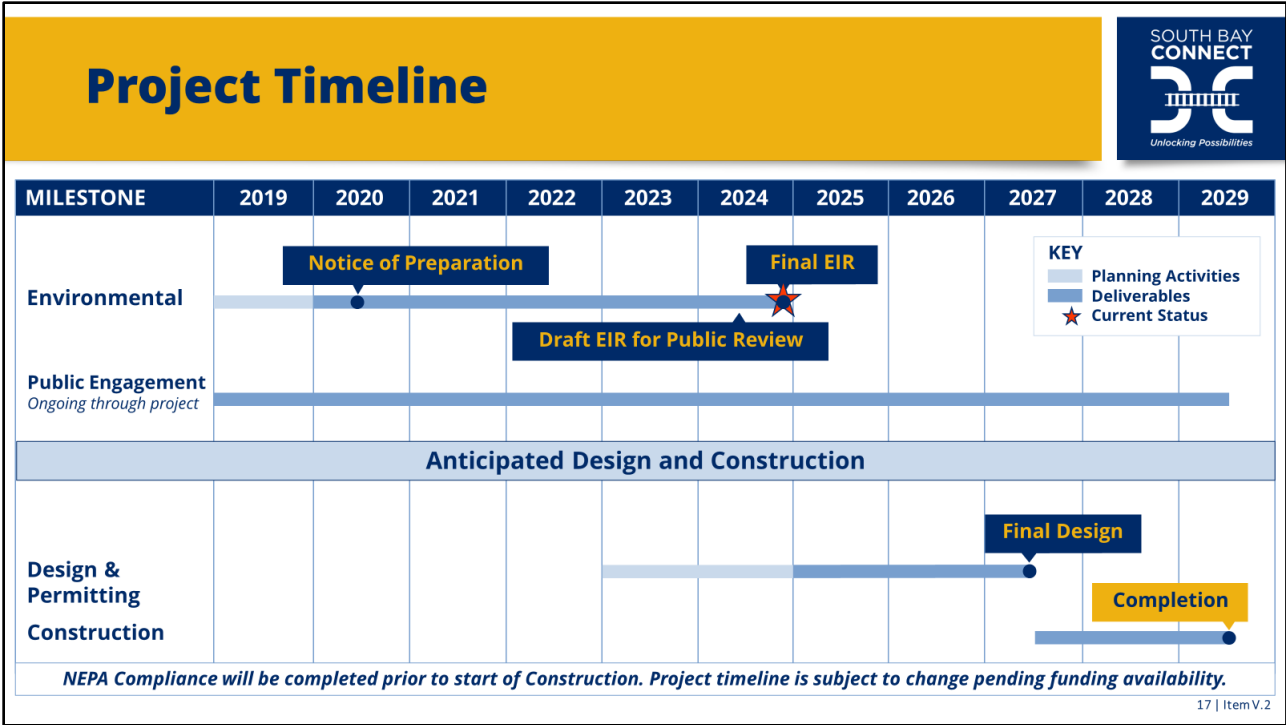 Project Timeline
SOUTH BAY
CONNECT
Unlocking Possibilities
MILESTONE 2019 2020 2021 2022 2023 2024 2025 2026 2027 2028 2029
KEY
Planning Activities
Deliverables
Current Status
Notice of Preparation
Final EIR
Environmental
Draft EIR for Public Review
Public Engagement
Ongoing through project
Anticipated Design and Construction
Final Design
Design &
Permitting
Completion
Construction
NEPA Compliance will be completed prior to start of Construction. Project timeline is subject to change pending funding availability.
17 | Item V.2